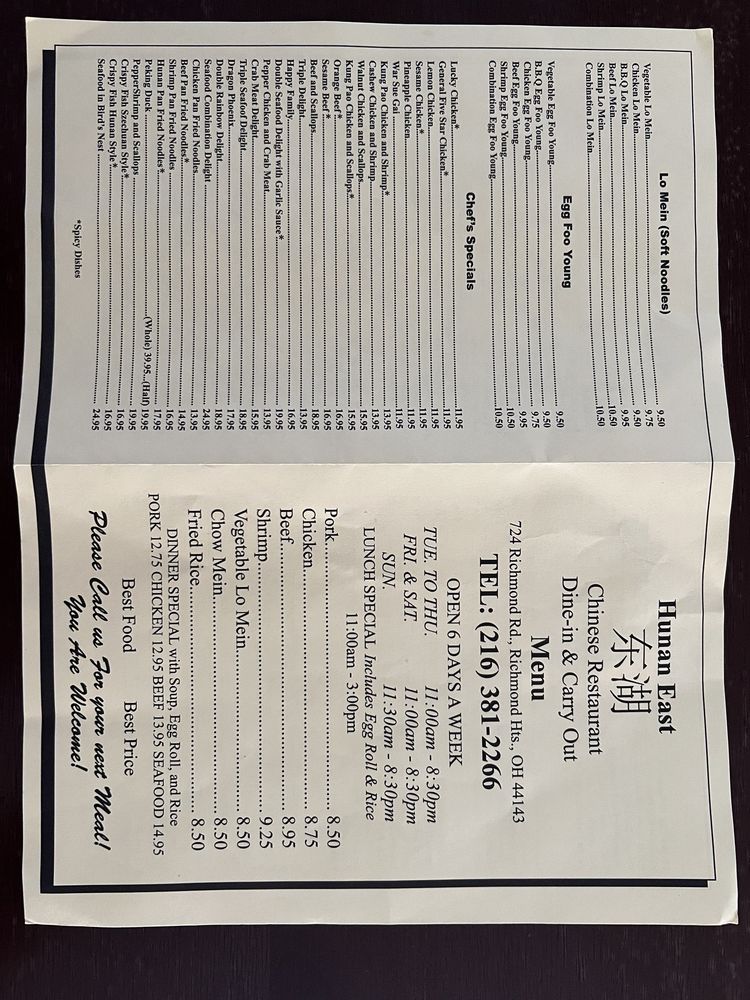 Lo Mein (Soft Noodles)
Vegetable Lo Mein..........9.50
Chicken Lo Mein..........9.75
B.B.Q Lo Mein..........9.50
Beef Lo Mein..........9.95
Shrimp Lo Mein..........10.50
Combination Lo Mein..........10.50
Egg Foo Young
Vegetable Egg Foo Young..........9.50
B.B.Q Egg Foo Young..........9.50
Chicken Egg Foo Young..........9.75
Beef Egg Foo Young..........9.95
Shrimp Egg Foo Young..........10.50
Combination Egg Foo Young..........10.50
Chef's Specials
Lucky Chicken*..........11.95
General Five Star Chicken*..........11.95
Lemon Chicken..........11.95
Sesame Chicken*..........11.95
Pineapple Chicken..........11.95
War Sue Gai..........11.95
Kung Pao Chicken and Shrimp*..........13.95
Cashew Chicken and Shrimp..........13.95
Walnut Chicken and Scallops..........15.95
Kung Pao Chicken and Scallops*..........15.95
Orange Beef*..........16.95
Sesame Beef*..........16.95
Beef and Scallops..........18.95
Triple Delight..........13.95
Happy Family..........16.95
Double Seafood Delight with Garlic Sauce*..........19.95
Pepper Chicken and Crab Meat..........13.95
Crab Meat Delight..........15.95
Triple Seafoof Delight..........18.95
Dragon Phoenix..........17.95
Double Rainbow Delight..........18.95
Seafood Combination Delight..........24.95
Chicken Pan Fried Noodles..........13.95
Beef Pan Fried Noodles*..........14.95
Shrimp Pan Fried Noodles..........16.95
Hunan Pan Fried Noodles*..........17.95
Peking Duck..........(Whole) 39.95...(Half) 19.95
PepperShrimp and Scallops..........19.95
Crispy Fish Szechuan Style*..........16.95
Crispy Fish Hunan Style*..........16.95
Seafood in Bird's Nest..........24.95
*Spicy Dishes
Hunan East
东湖
Chinese Restaurant
Dine-in & Carry Out
Menu
724 Richmond Rd., Richmond Hts., OH 44143
TEL: (216) 381-2266
OPEN 6 DAYS A WEEK
TUE. TO THU. 11:00am - 8:30pm
FRI. & SAT. 11:00am - 8:30pm
SUN. 11:30am - 8:30pm
LUNCH SPECIAL Includes Egg Roll & Rice
11:00am - 3:00pm
Pork..........8.50
Chicken..........8.75
Beef..........8.95
Shrimp..........9.25
Vegetable Lo Mein..........8.50
Chow Mein..........8.50
Fried Rice..........8.50
DINNER SPECIAL with Soup, Egg Roll, and Rice
PORK 12.75 CHICKEN 12.95 BEEF 13.95 SEAFOOD 14.95
Best Food Best Price
Please Call us For your next Meal!
You Are Welcome!